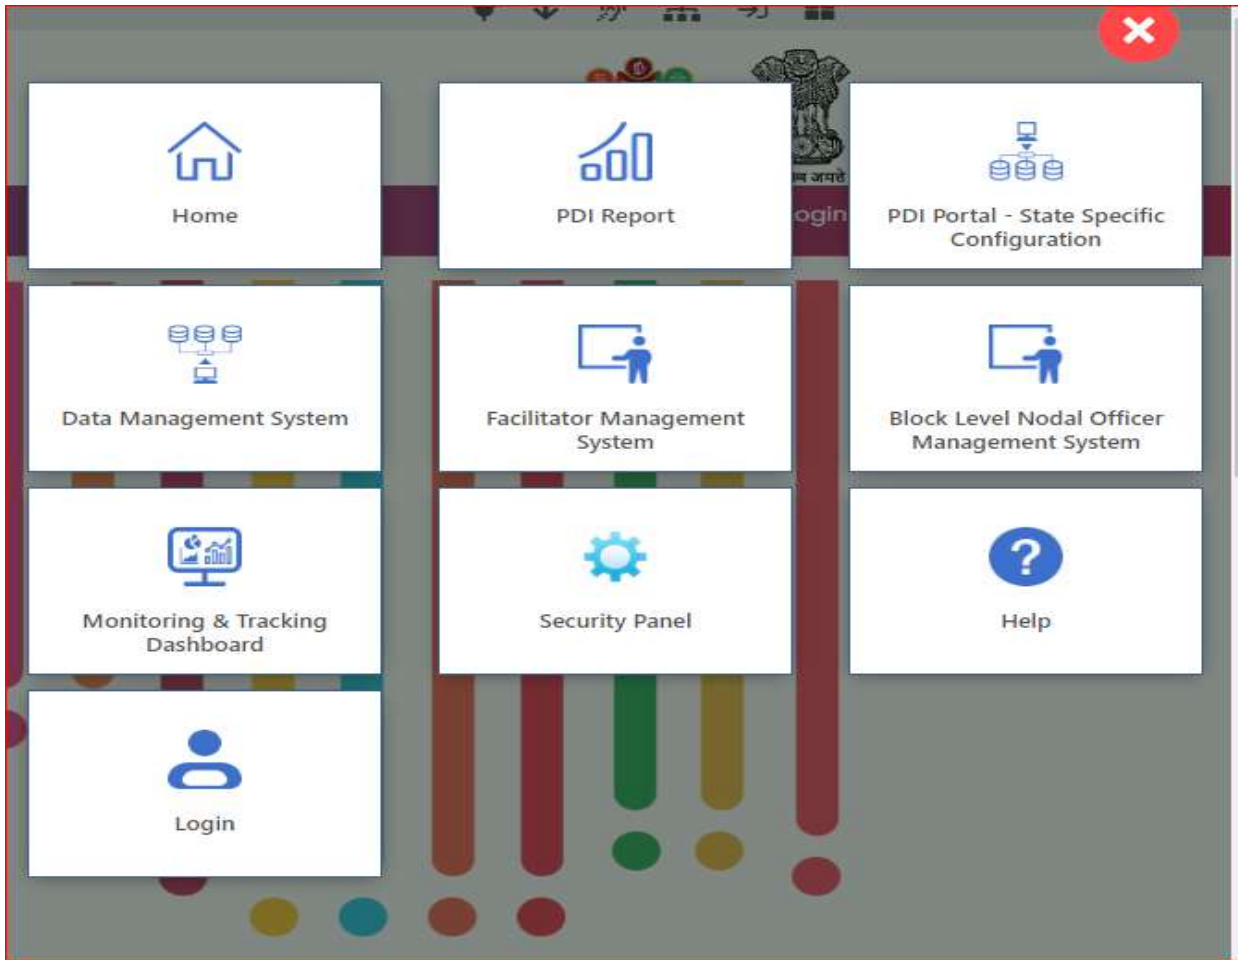 Home
PDI Report
PDI Portal - State Specific
Configuration
ogin
Data Management System
Facilitator Management
System
Block Level Nodal Officer
Management System
Monitoring & Tracking
Dashboard
Security Panel
Help
Login